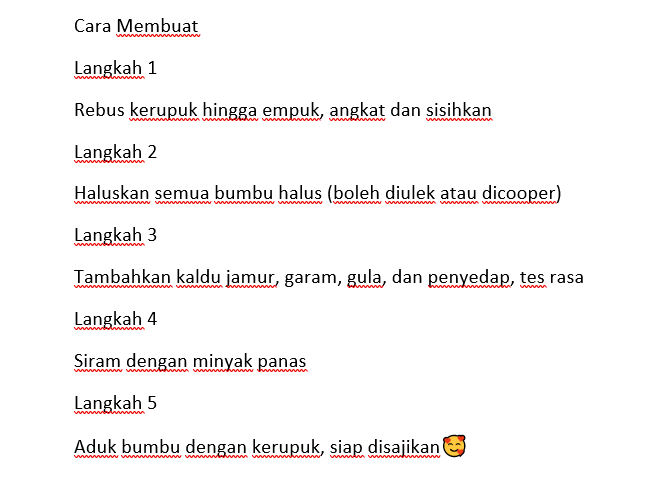 Cara Membuat
Langkah 1
Rebus kerupuk hingga empuk, angkat dan sisihkan
Langkah 2
Haluskan semua bumbu halus (boleh diulek atau dicooper)
Langkah 3
Tambahkan kaldu jamur, garam, gula, dan penyedap, tes rasa
Langkah 4
Siram dengan minyak panas
Langkah 5
Aduk bumbu dengan kerupuk, siap disajikan🥰